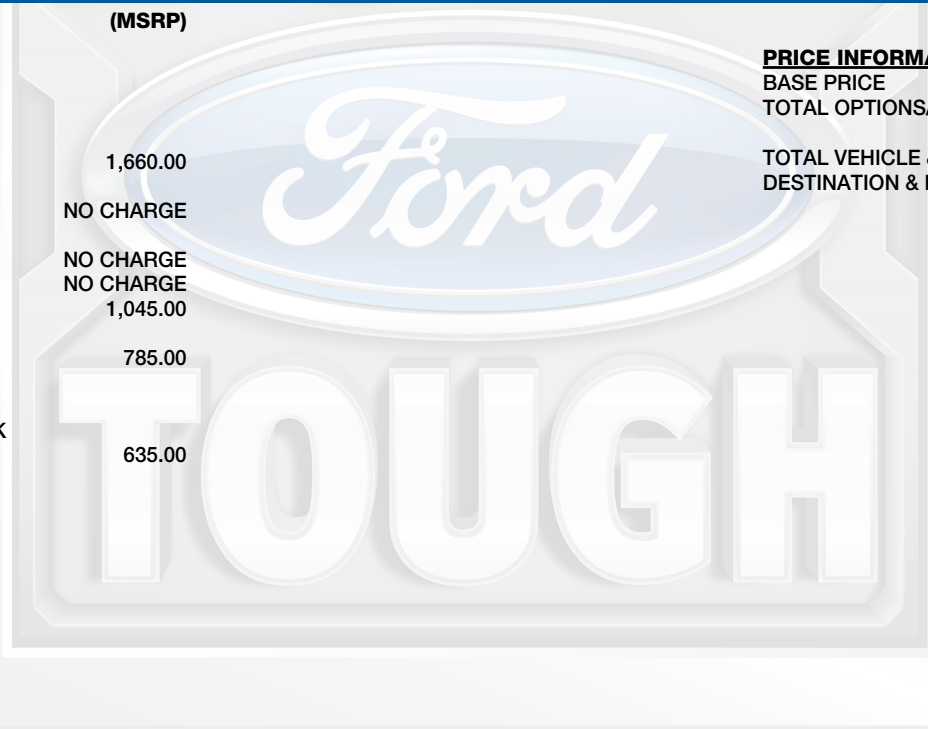 (MSRP)
1,660.00
NO CHARGE
NO CHARGE
NO CHARGE
1,045.00
785.00
K
635.00
PRICE INFORMA
BASE PRICE
TOTAL OPTIONS/
TOTAL VEHICLE &
DESTINATION &
Ford
TOUGH